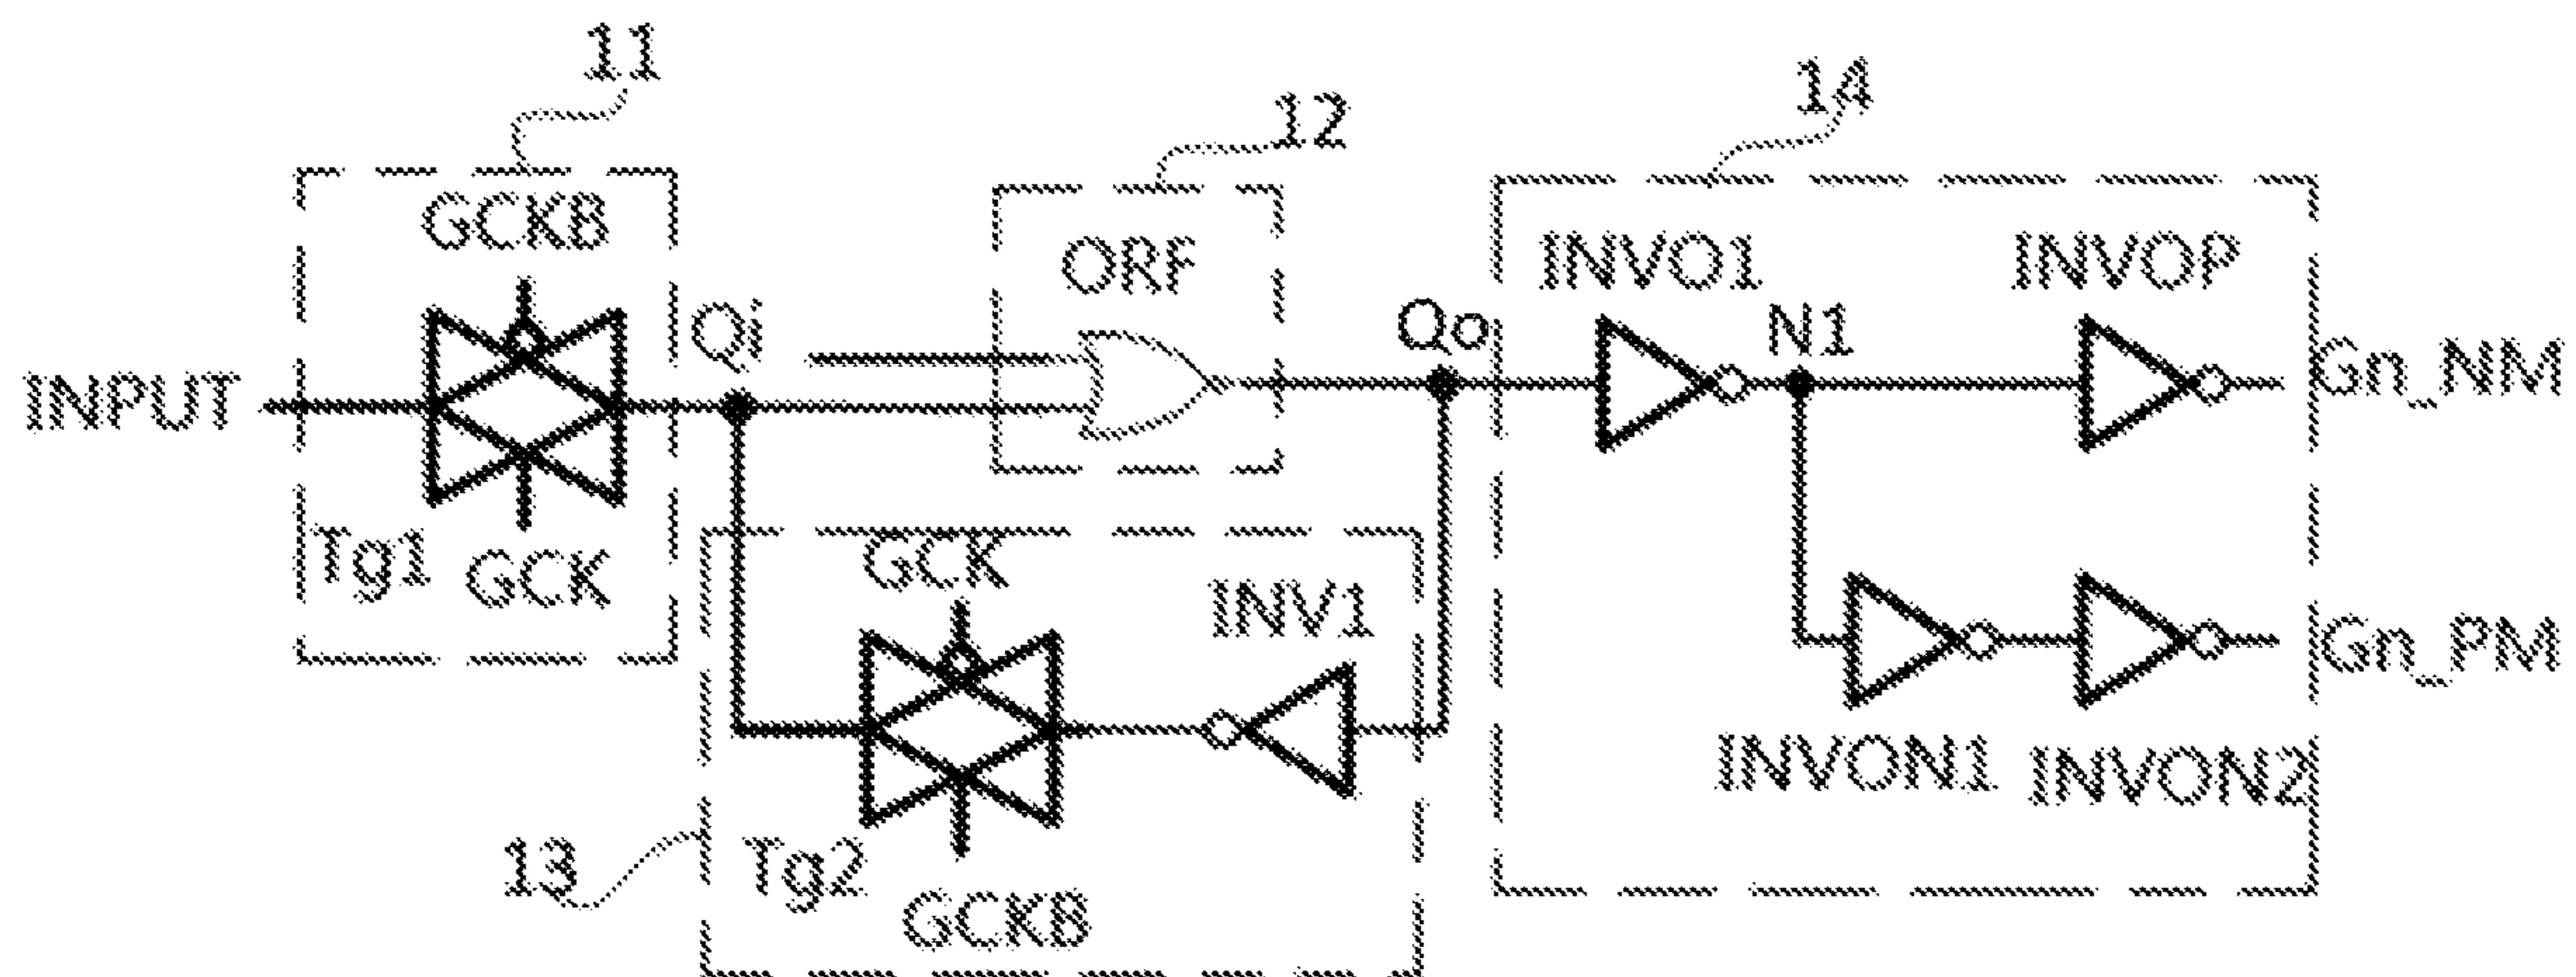 11
12
14
GCKB
ORF
INVO1
INVOP
Qi
Qo
N1
INPUT
Gn_NM
Tg1
GCK
GCK
INV1
Gn_PM
INVON1
INVON2
13
Tg2
GCKB